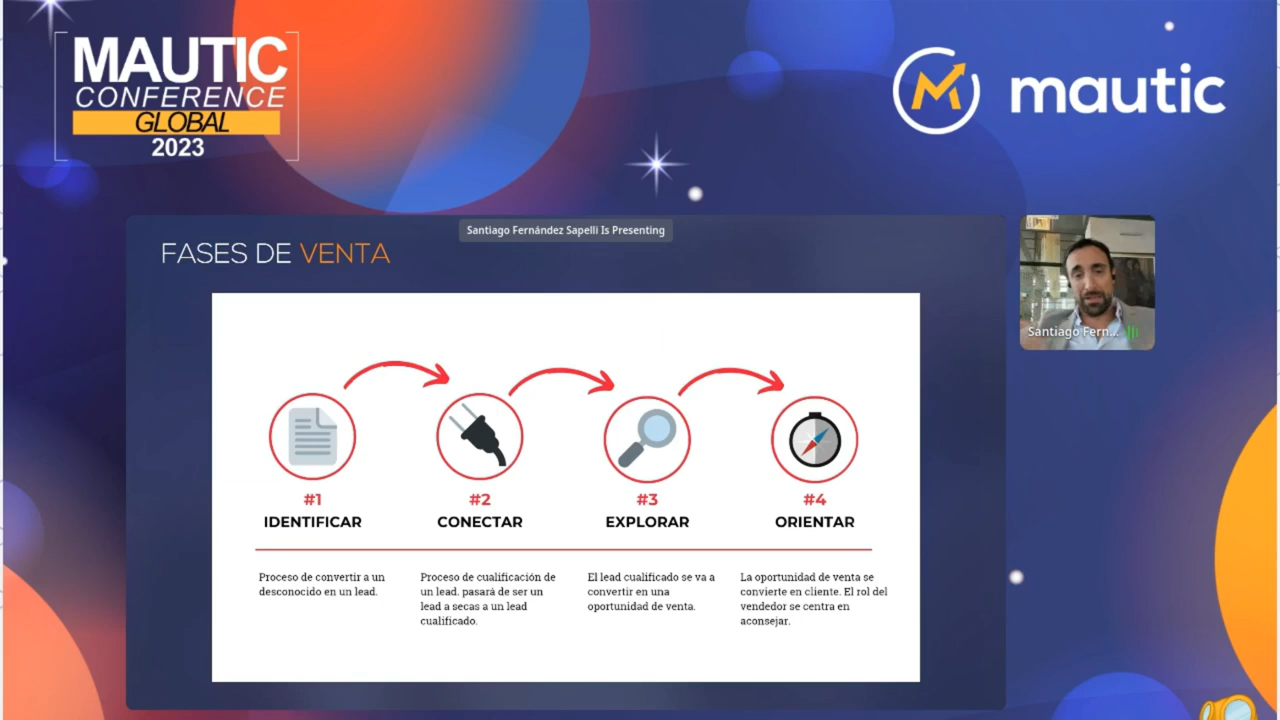 MAUTIC
CONFERENCE
GLOBAL
2023
mautic
Santiago Fernández Sapelli Is Presenting
FASES DE VENTA
Santiago Fern...
#1
IDENTIFICAR
Proceso de convertir a un
desconocido en un lead.
#2
CONECTAR
Proceso de cualificación de
un lead. pasará de ser un
lead a secas a un lead
cualificado.
#3
EXPLORAR
El lead cualificado se va a
convertir en una
oportunidad de venta.
#4
ORIENTAR
La oportunidad de venta se
convierte en cliente. El rol del
vendedor se centra en
aconsejar.